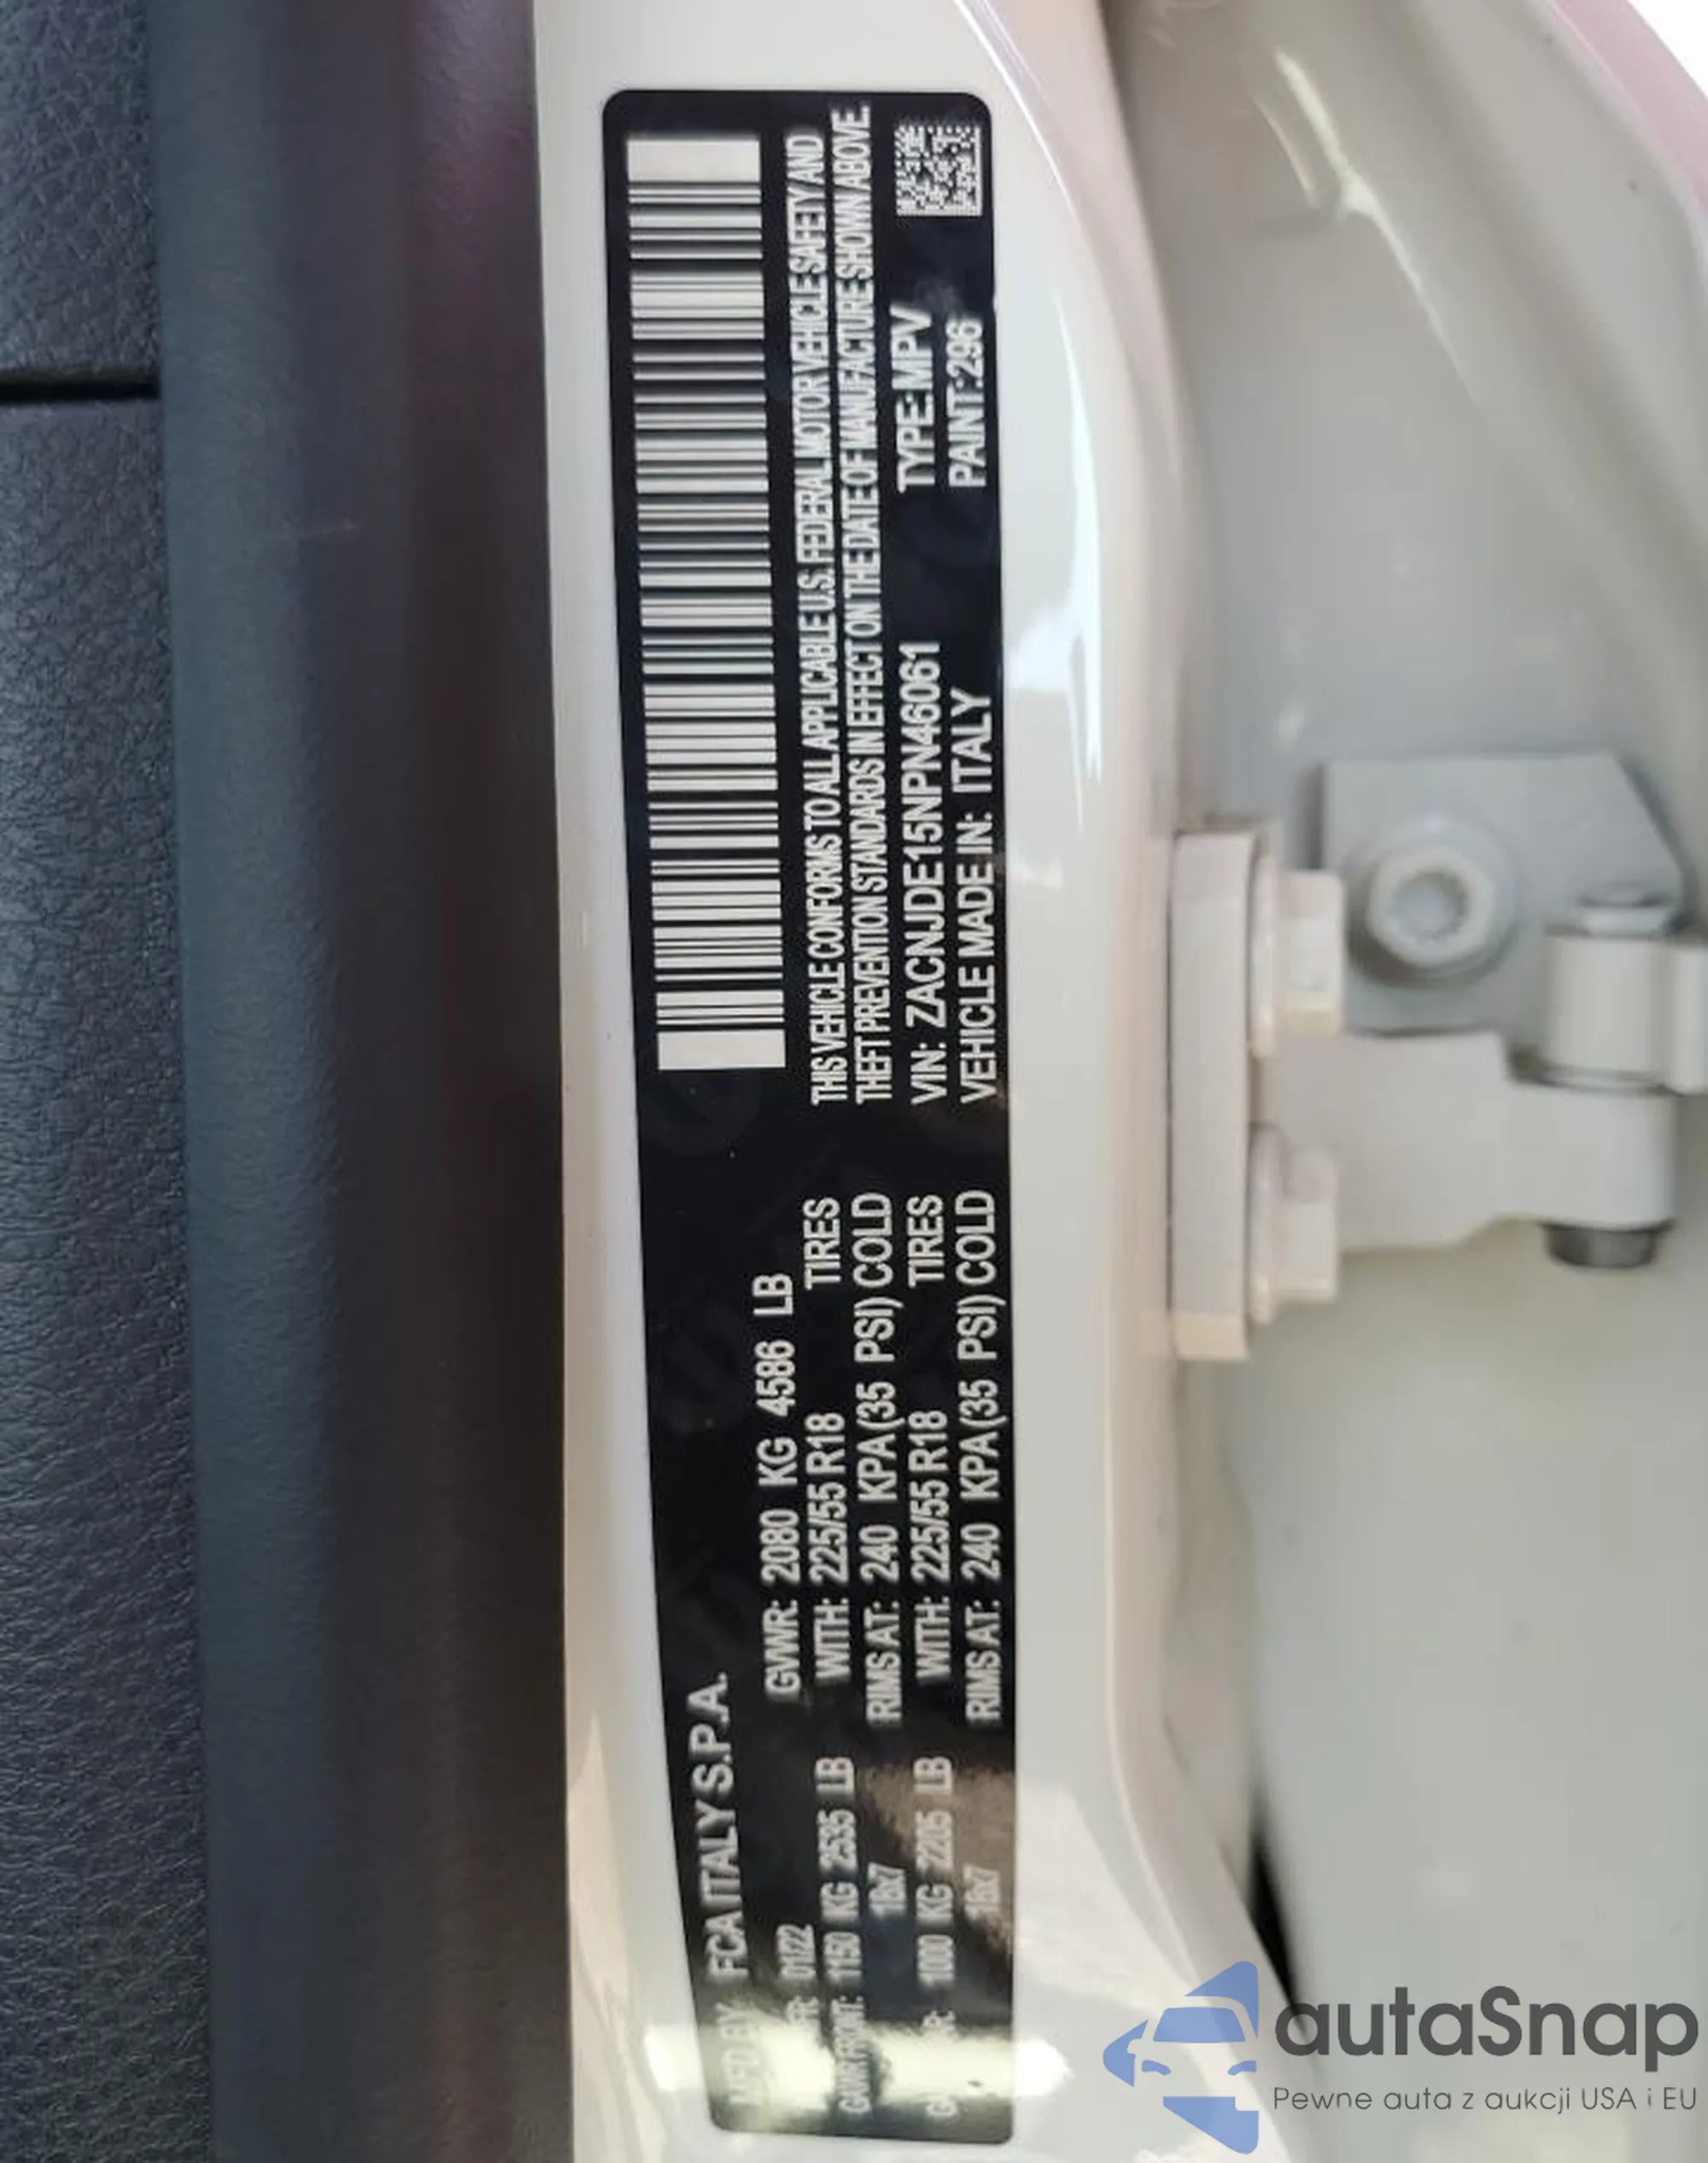 MFD BY FCA ITALY S.P.A.
01/22 GVWR: 2080 KG 4586 LB
GAWR FRONT: 1150 KG 2535 LB WITH: 225/55 R18 TIRES
18x7 RIMS AT: 240 KPA (35 PSI) COLD
1000 KG 2205 LB WITH: 225/55 R18 TIRES
18x7 RIMS AT: 240 KPA (35 PSI) COLD
THIS VEHICLE CONFORMS TO ALL APPLICABLE U.S. FEDERAL MOTOR VEHICLE SAFETY AND
THEFT PREVENTION STANDARDS IN EFFECT ON THE DATE OF MANUFACTURE SHOWN ABOVE.
VIN: ZACNJDE15NPN46061 TYPE: MPV
VEHICLE MADE IN: ITALY PAINT: 296
autaSnap
Pewne auta z aukcji USA i EU